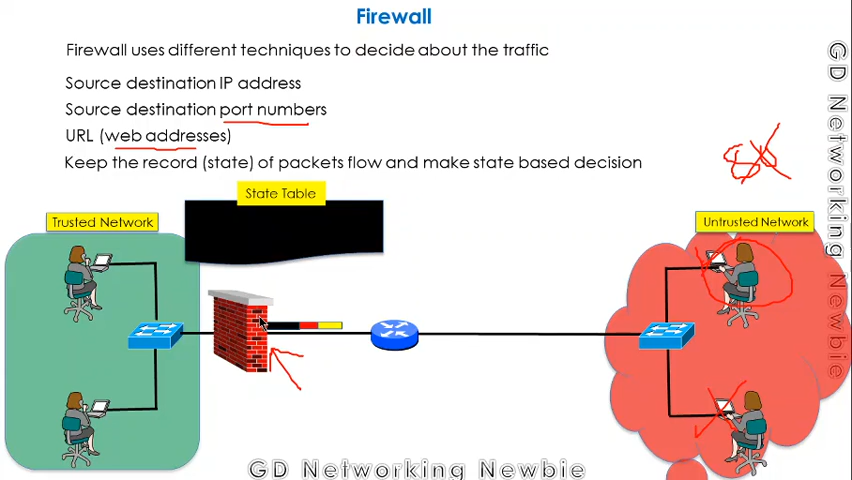 Firewall
Firewall uses different techniques to decide about the traffic
Source destination IP address
Source destination port numbers
URL (web addresses)
Keep the record (state) of packets flow and make state based decision
State Table
Trusted Network
Untrusted Network
GD Networking Newbie
GD Networking Newbie